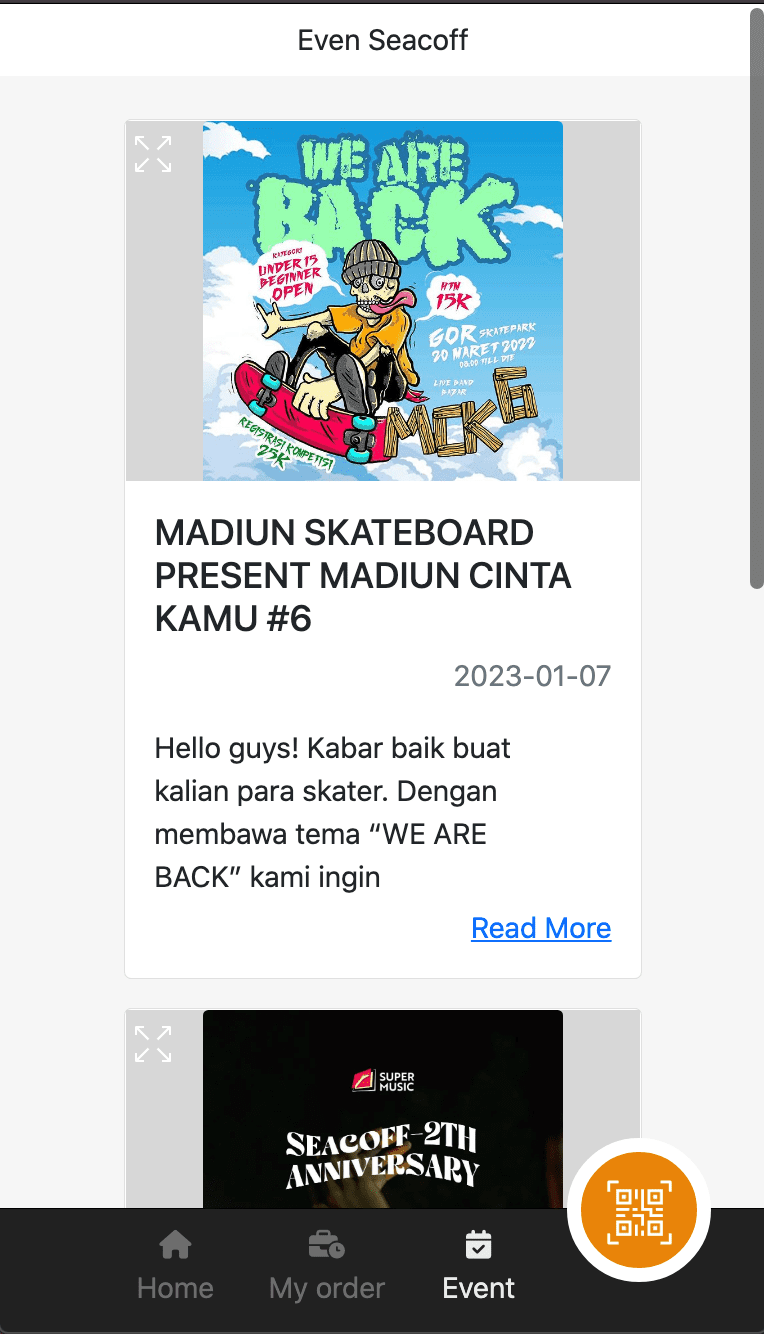 Even Seacoff
WE ARE
BACK
KATEGORI
UNDER 15
BEGINNER
OPEN
HTN
15K
GOR SKATEPARK
20 MARET 2022
08.00 TILL DIE
LIVE BAND
BAZAR
MCK6
REGISTRASI KOMPETISI
25K
MADIUN SKATEBOARD
PRESENT MADIUN CINTA
KAMU #6
2023-01-07
Hello guys! Kabar baik buat
kalian para skater. Dengan
membawa tema “WE ARE
BACK” kami ingin
Read More
SUPER
MUSIC
SEACOFF-2TH
ANNIVERSARY
Home
My order
Event